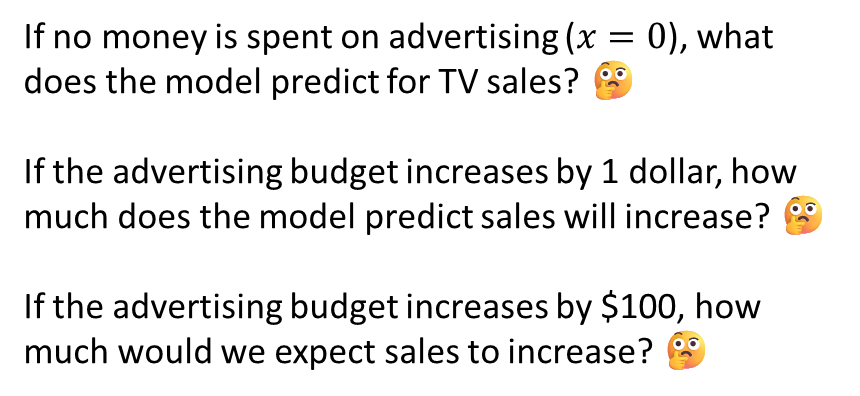 If no money is spent on advertising (x = 0), what
does the model predict for TV sales? 🤔
If the advertising budget increases by 1 dollar, how
much does the model predict sales will increase? 🤔
If the advertising budget increases by $100, how
much would we expect sales to increase? 🤔